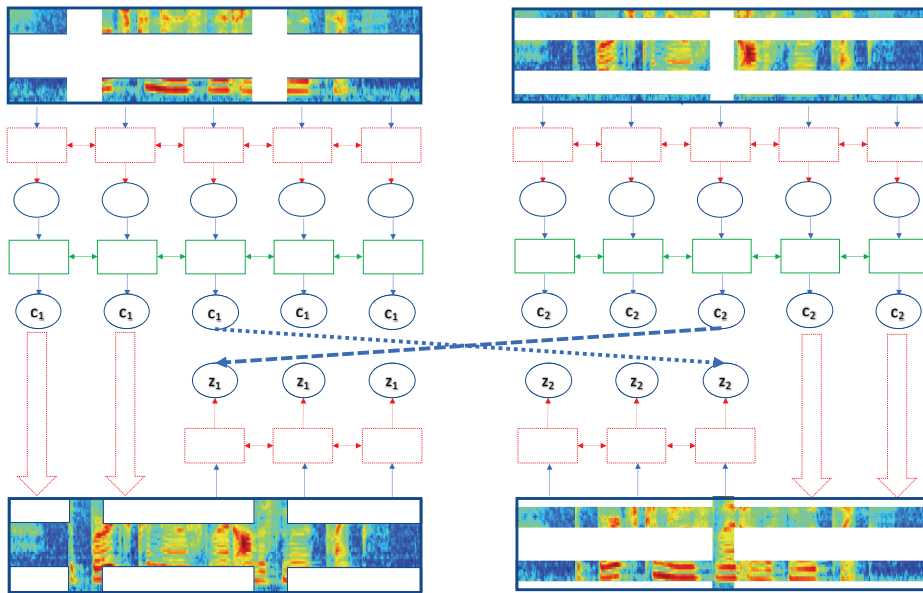 c₁ c₁ c₁ c₁ c₁ c₂ c₂ c₂ c₂ c₂
z₁ z₁ z₁ z₂ z₂ z₂